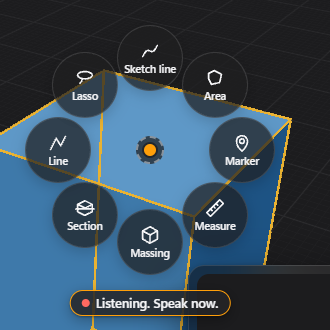 Sketch line
Lasso
Area
Line
Marker
Section
Measure
Massing
Listening. Speak now.